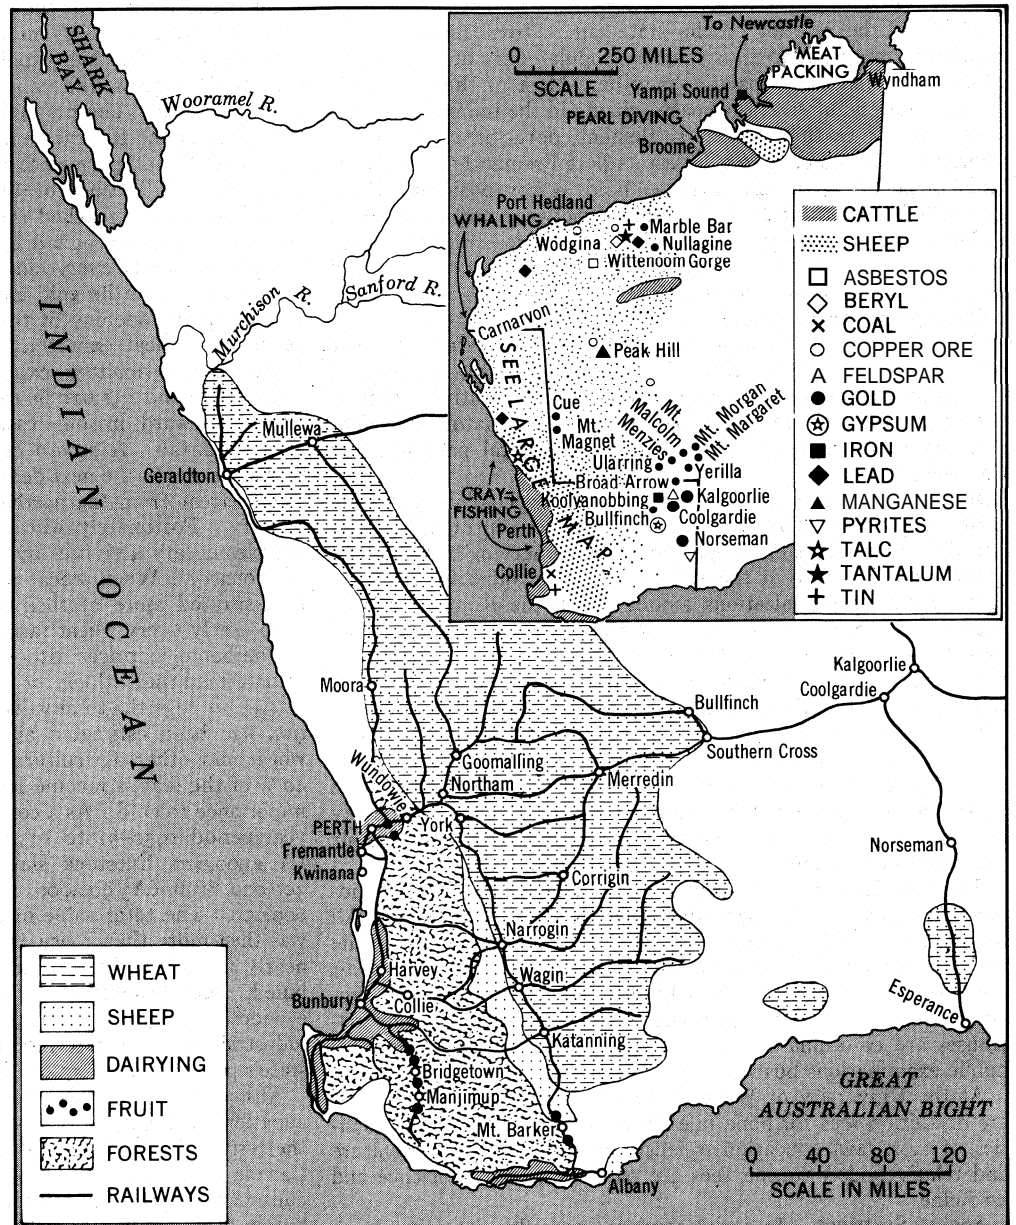 SHARK
BAY
Wooramel R.
Murchison R.
Sanford R.
INDIAN OCEAN
Mullewa
Geraldton
Moora
Wundowie
PERTH
Fremantle
Kwinana
Goomalling
Northam
York
Bullfinch
Southern Cross
Merredin
Corrigin
Narrogin
Wagin
Katanning
Harvey
Bunbury
Collie
Bridgetown
Manjimup
Mt. Barker
Albany
Kalgoorlie
Coolgardie
Norseman
Esperance
GREAT
AUSTRALIAN BIGHT
0 40 80 120
SCALE IN MILES
WHEAT
SHEEP
DAIRYING
FRUIT
FORESTS
RAILWAYS
To Newcastle
0 250 MILES
SCALE
MEAT
PACKING
Wyndham
Yampi Sound
PEARL DIVING
Broome
Port Hedland
WHALING
Wodgina
Marble Bar
Nullagine
Wittenoom Gorge
Carnarvon
SEE LARGE MAP
Peak Hill
Cue
Mt.
Magnet
Mt.
Malcolm
Menzies
Mt. Morgan
Mt. Margaret
Ularring
Yerilla
Broad Arrow
CRAY-
FISHING
Koolyanobbing
Kalgoorlie
Bullfinch
Coolgardie
Perth
Norseman
Collie
CATTLE
SHEEP
ASBESTOS
BERYL
COAL
COPPER ORE
FELDSPAR
GOLD
GYPSUM
IRON
LEAD
MANGANESE
PYRITES
TALC
TANTALUM
TIN